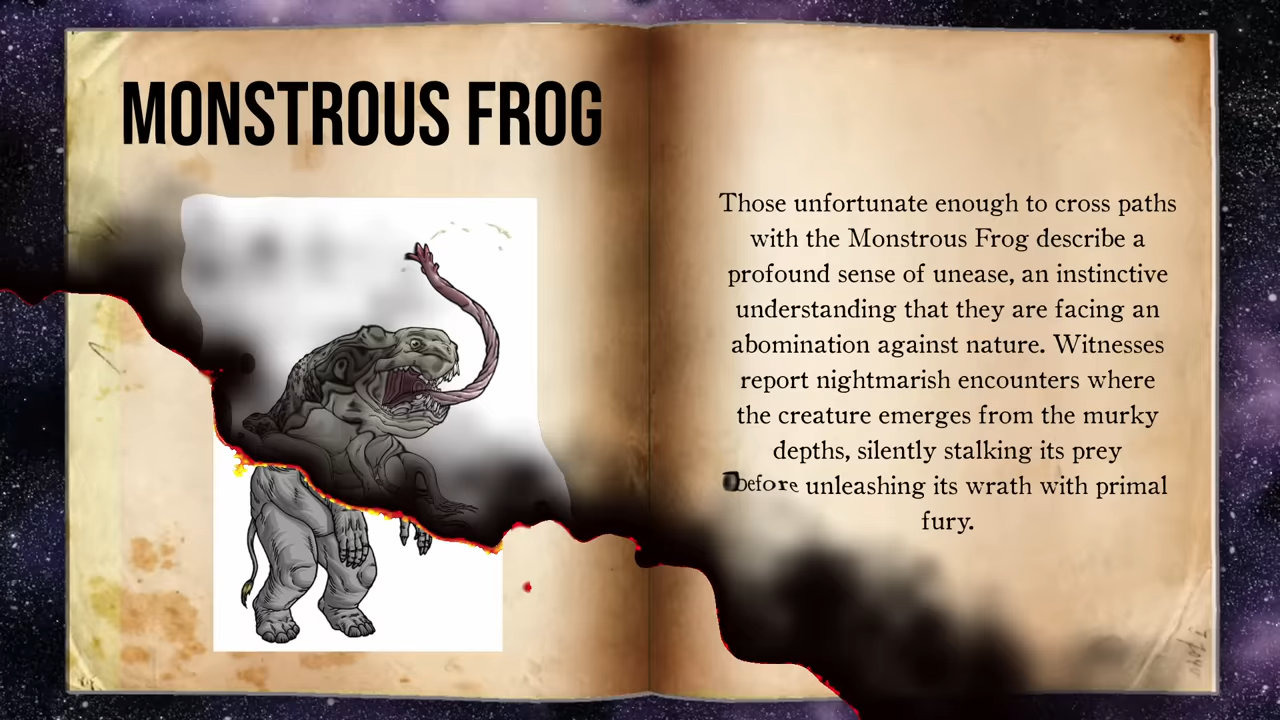 MONSTROUS FROG
Those unfortunate enough to cross paths
with the Monstrous Frog describe a
profound sense of unease, an instinctive
understanding that they are facing an
abomination against nature. Witnesses
report nightmarish encounters where
the creature emerges from the murky
depths, silently stalking its prey
before unleashing its wrath with primal
fury.